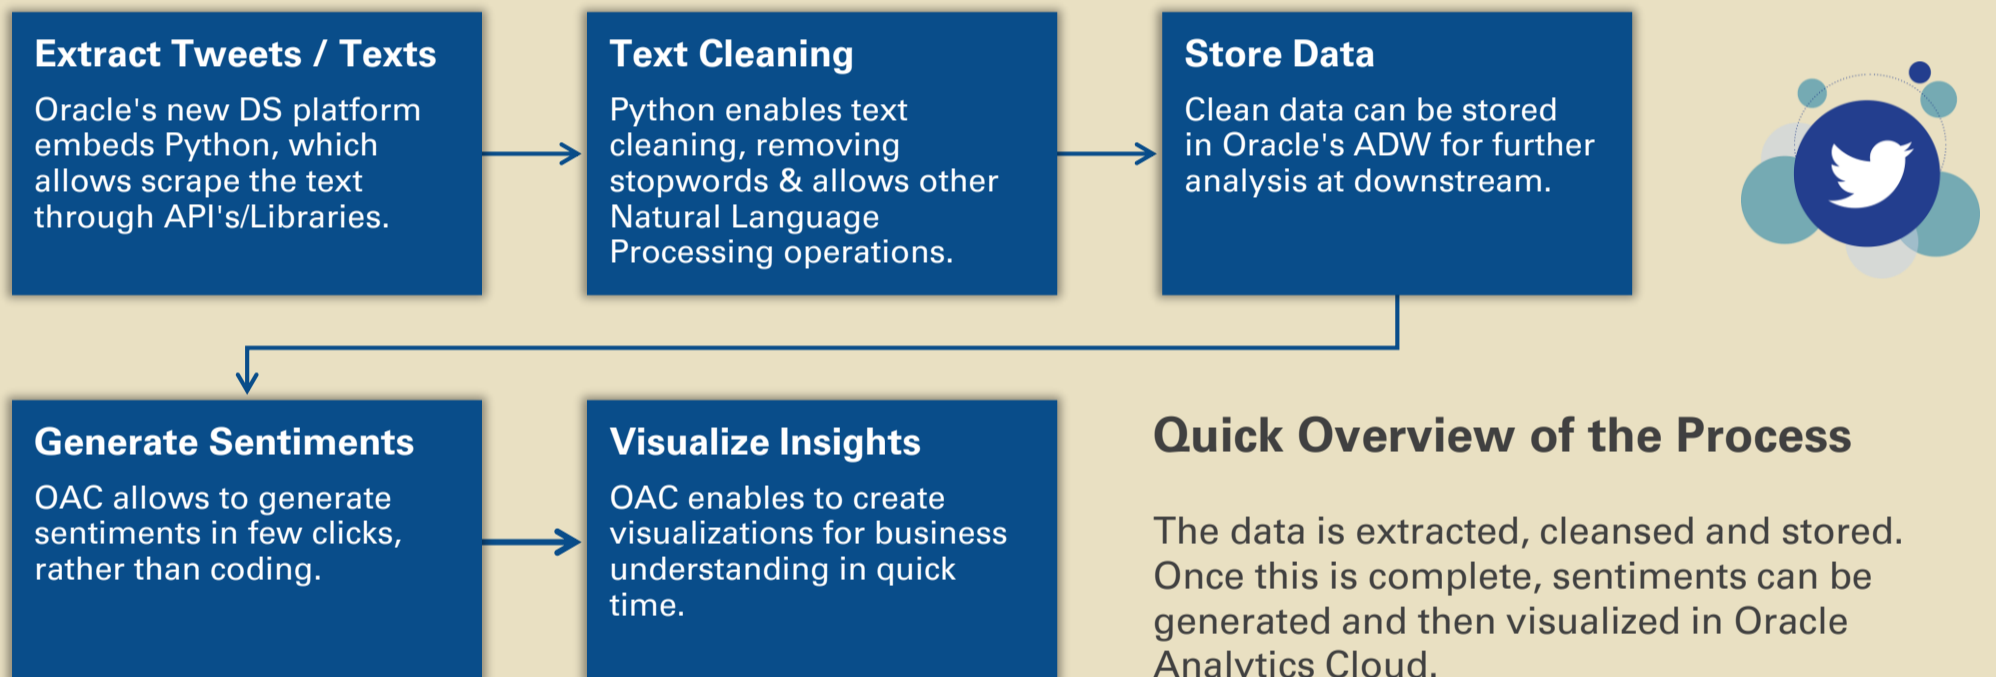 Extract Tweets / Texts
Oracle's new DS platform
embeds Python, which
allows scrape the text
through API's/Libraries.
Text Cleaning
Python enables text
cleaning, removing
stopwords & allows other
Natural Language
Processing operations.
Store Data
Clean data can be stored
in Oracle's ADW for further
analysis at downstream.
Generate Sentiments
OAC allows to generate
sentiments in few clicks,
rather than coding.
Visualize Insights
OAC enables to create
visualizations for business
understanding in quick
time.
Quick Overview of the Process
The data is extracted, cleansed and stored.
Once this is complete, sentiments can be
generated and then visualized in Oracle
Analytics Cloud.